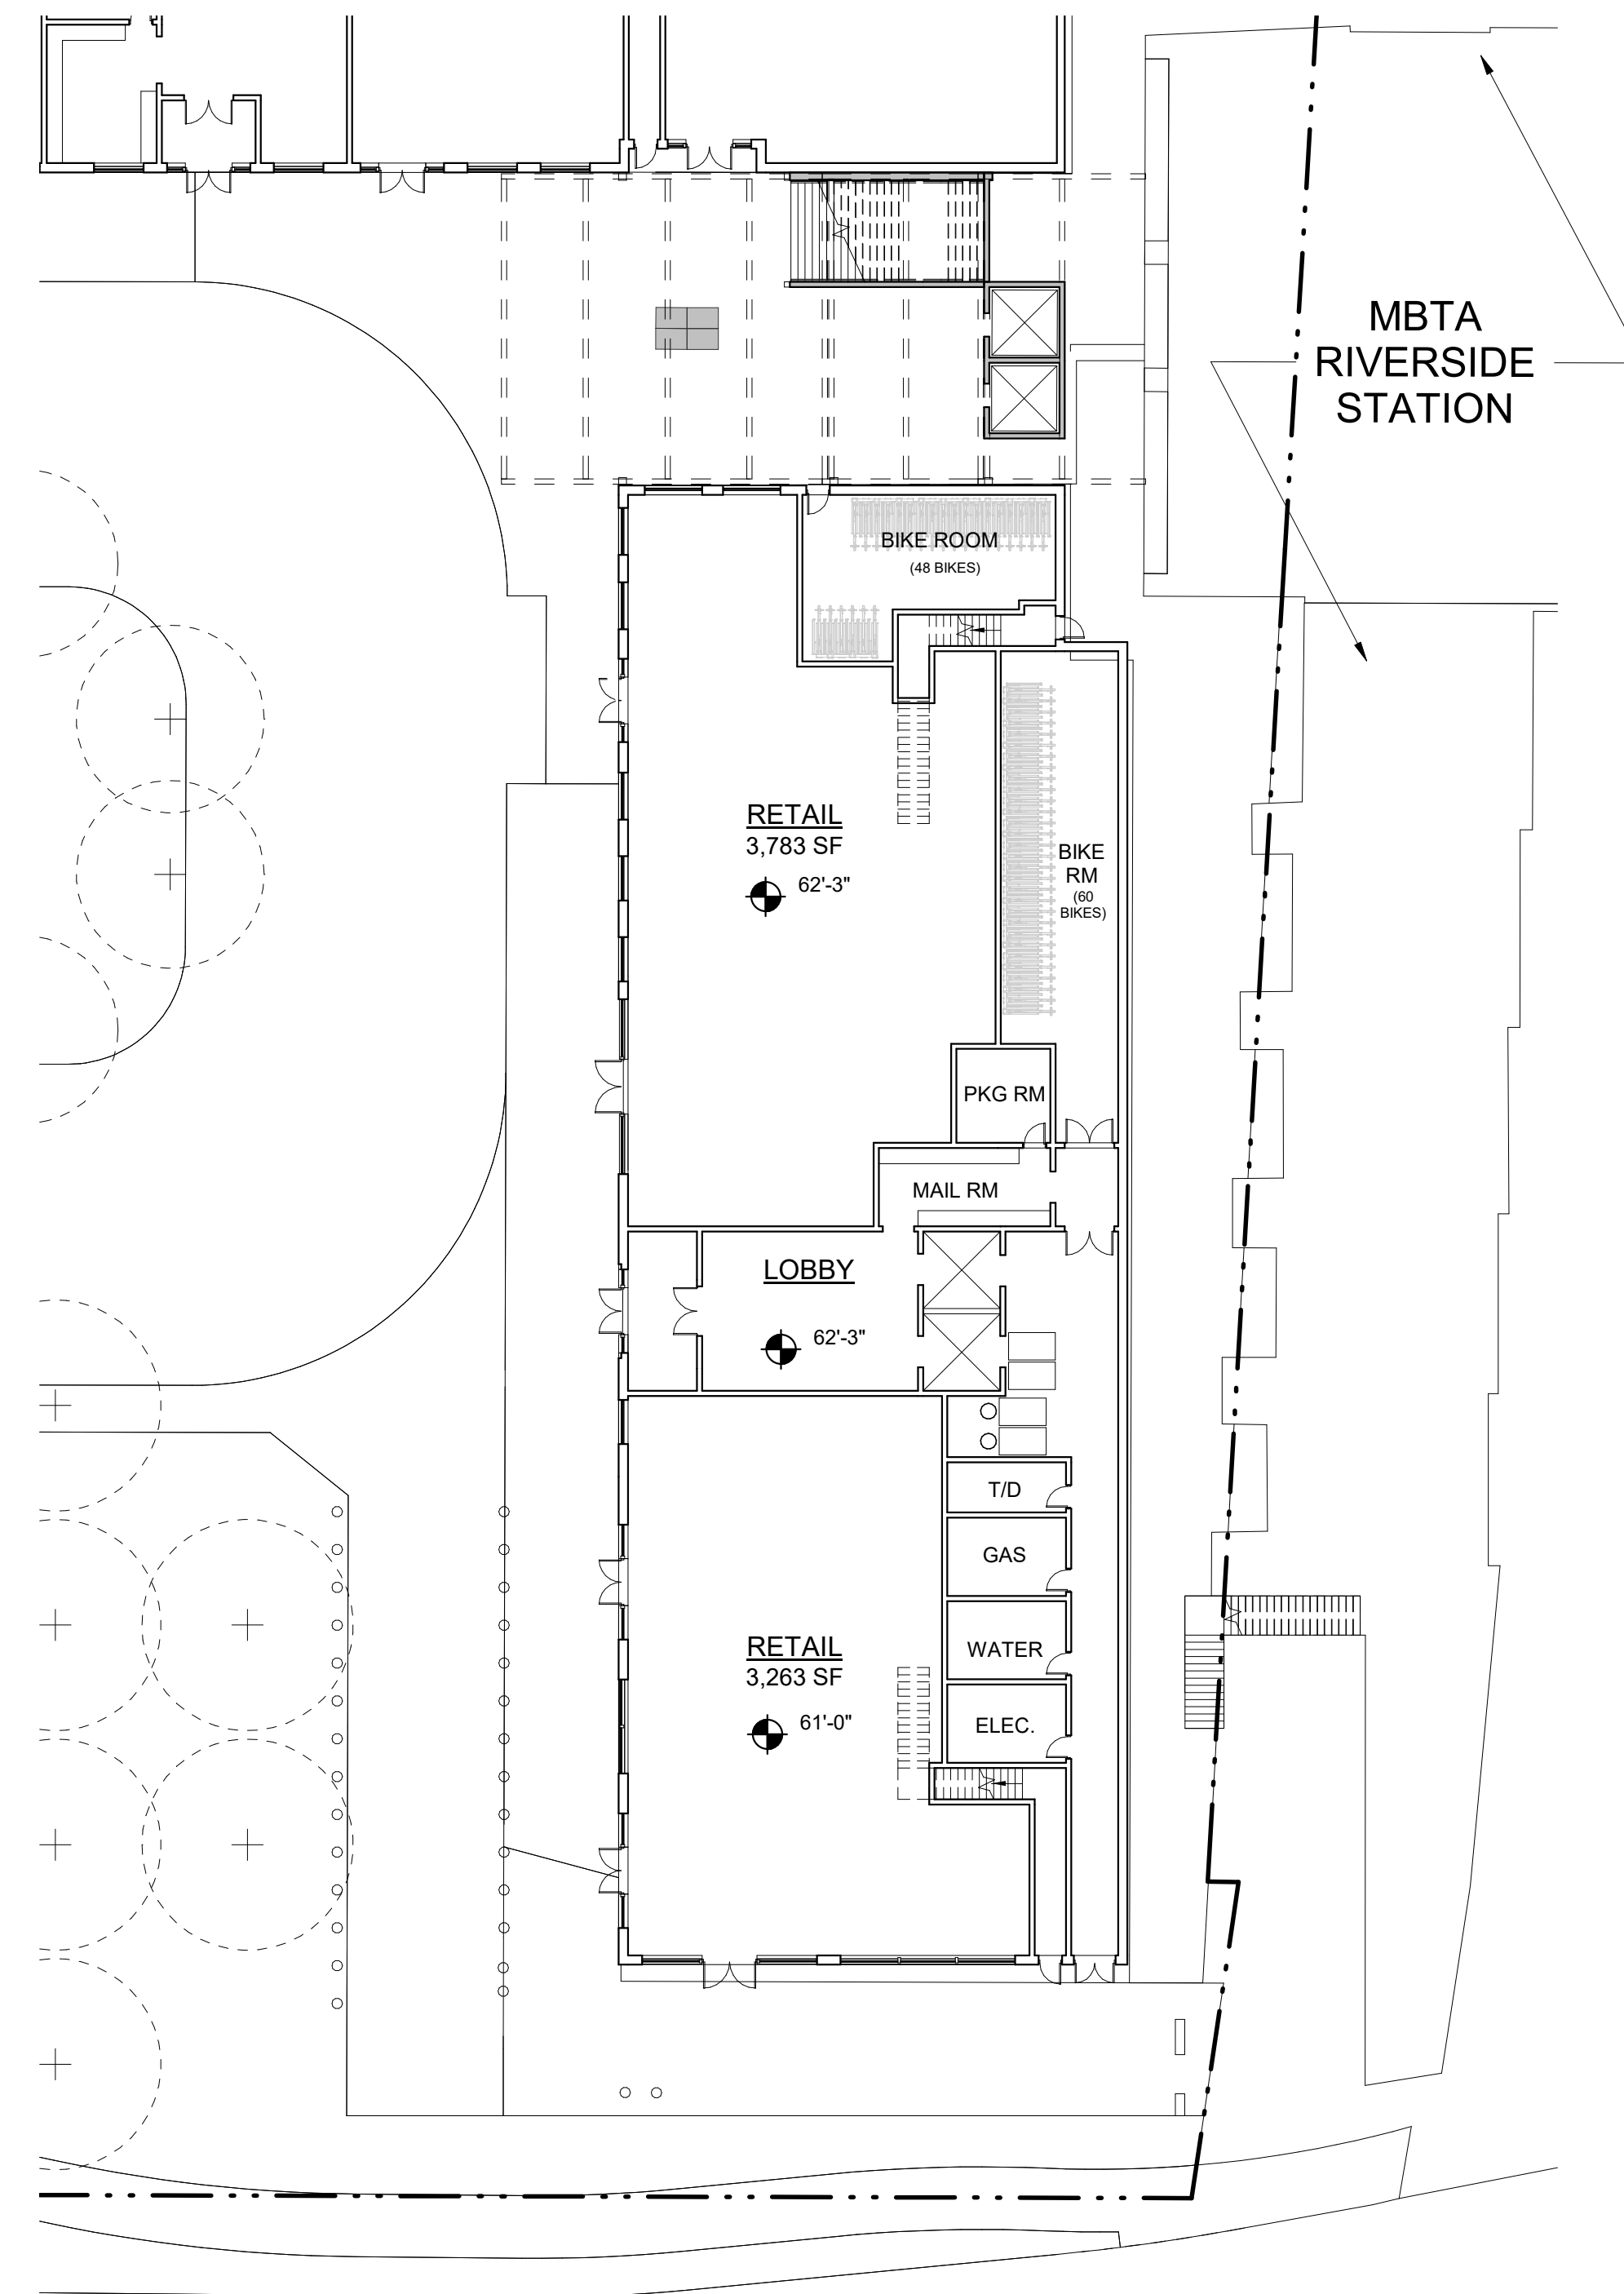 MBTA
RIVERSIDE
STATION
BIKE ROOM
(48 BIKES)
RETAIL
3,783 SF
62'-3"
BIKE
RM
(60
BIKES)
PKG RM
MAIL RM
LOBBY
62'-3"
T/D
GAS
WATER
ELEC.
RETAIL
3,263 SF
61'-0"